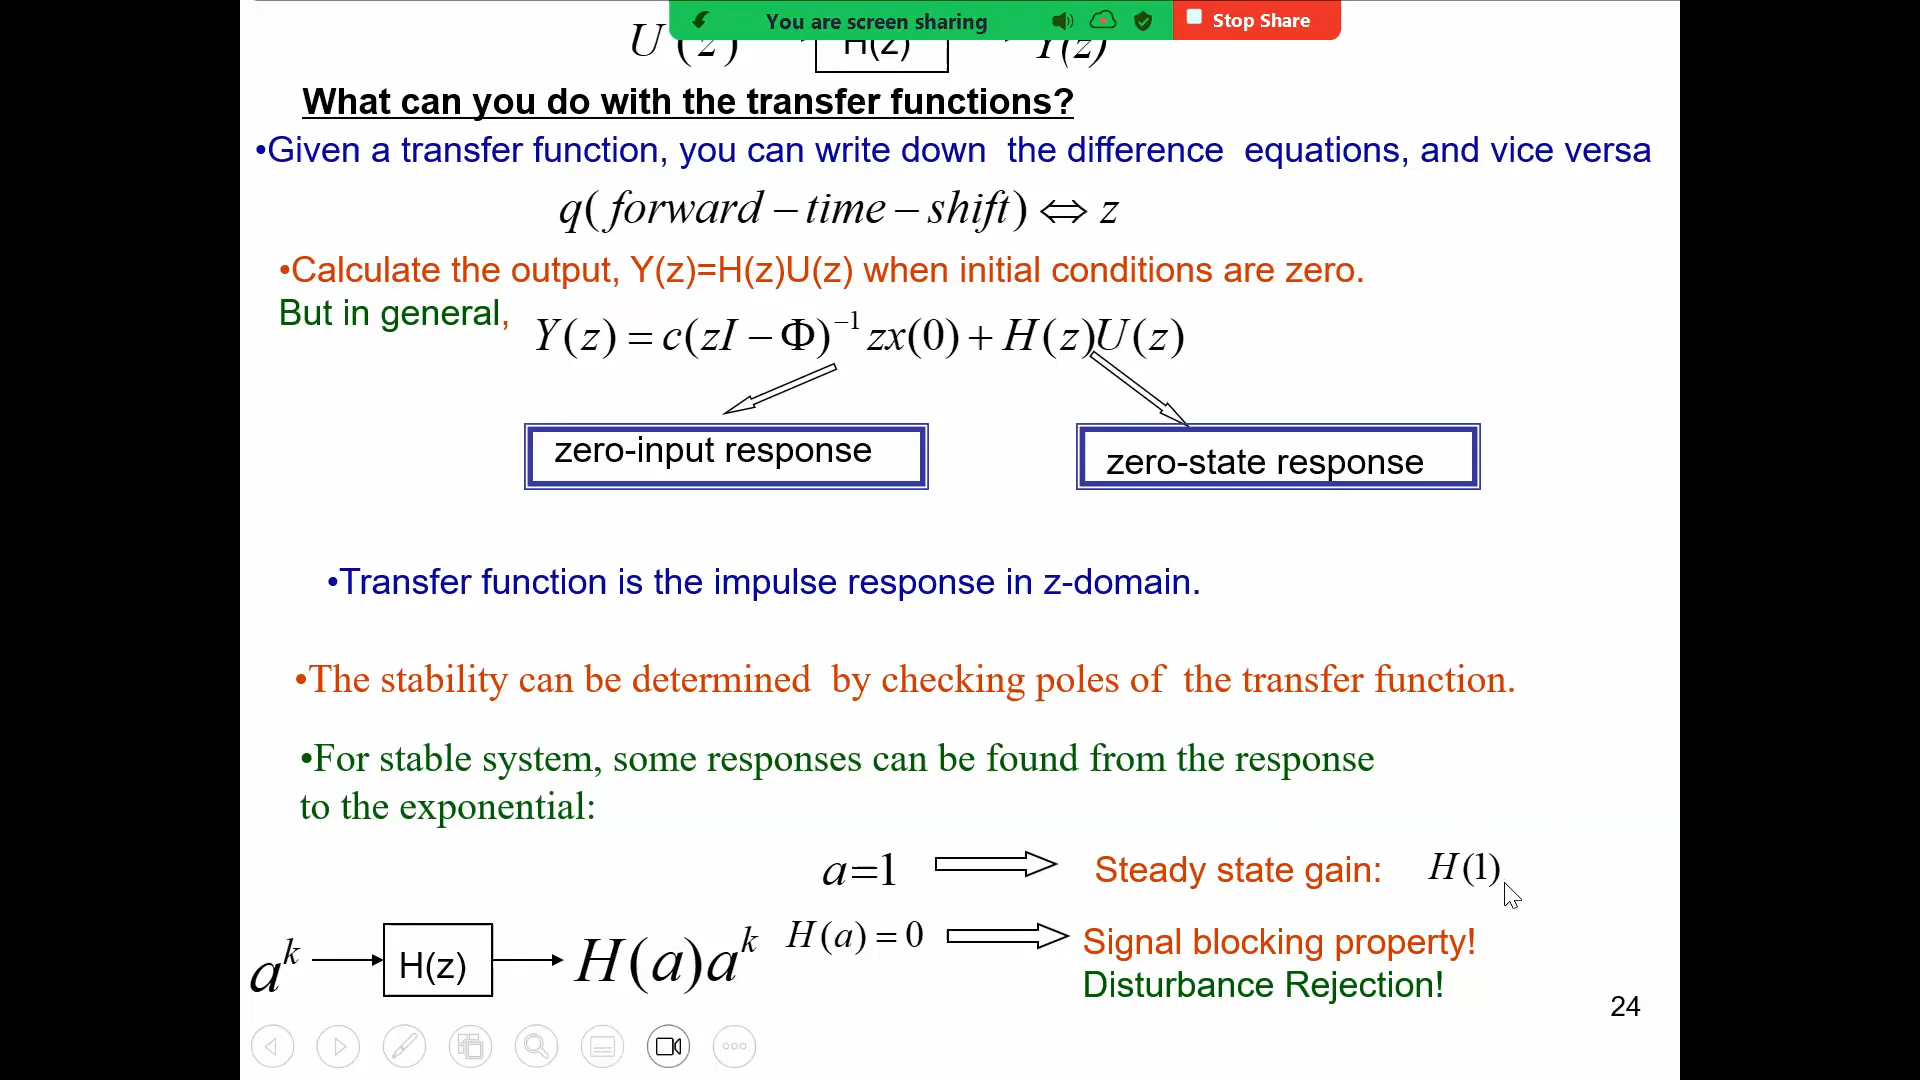 You are screen sharing
Stop Share
U(z) H(z) Y(z)
What can you do with the transfer functions?
•Given a transfer function, you can write down the difference equations, and vice versa
q(forward−time−shift)⇔z
•Calculate the output, Y(z)=H(z)U(z) when initial conditions are zero.
But in general,
Y(z)=c(zI−Φ)⁻¹zx(0)+H(z)U(z)
zero-input response
zero-state response
•Transfer function is the impulse response in z-domain.
•The stability can be determined by checking poles of the transfer function.
•For stable system, some responses can be found from the response
to the exponential:
a=1 Steady state gain: H(1)
aᵏ H(z) H(a)aᵏ H(a)=0 Signal blocking property!
Disturbance Rejection!
24